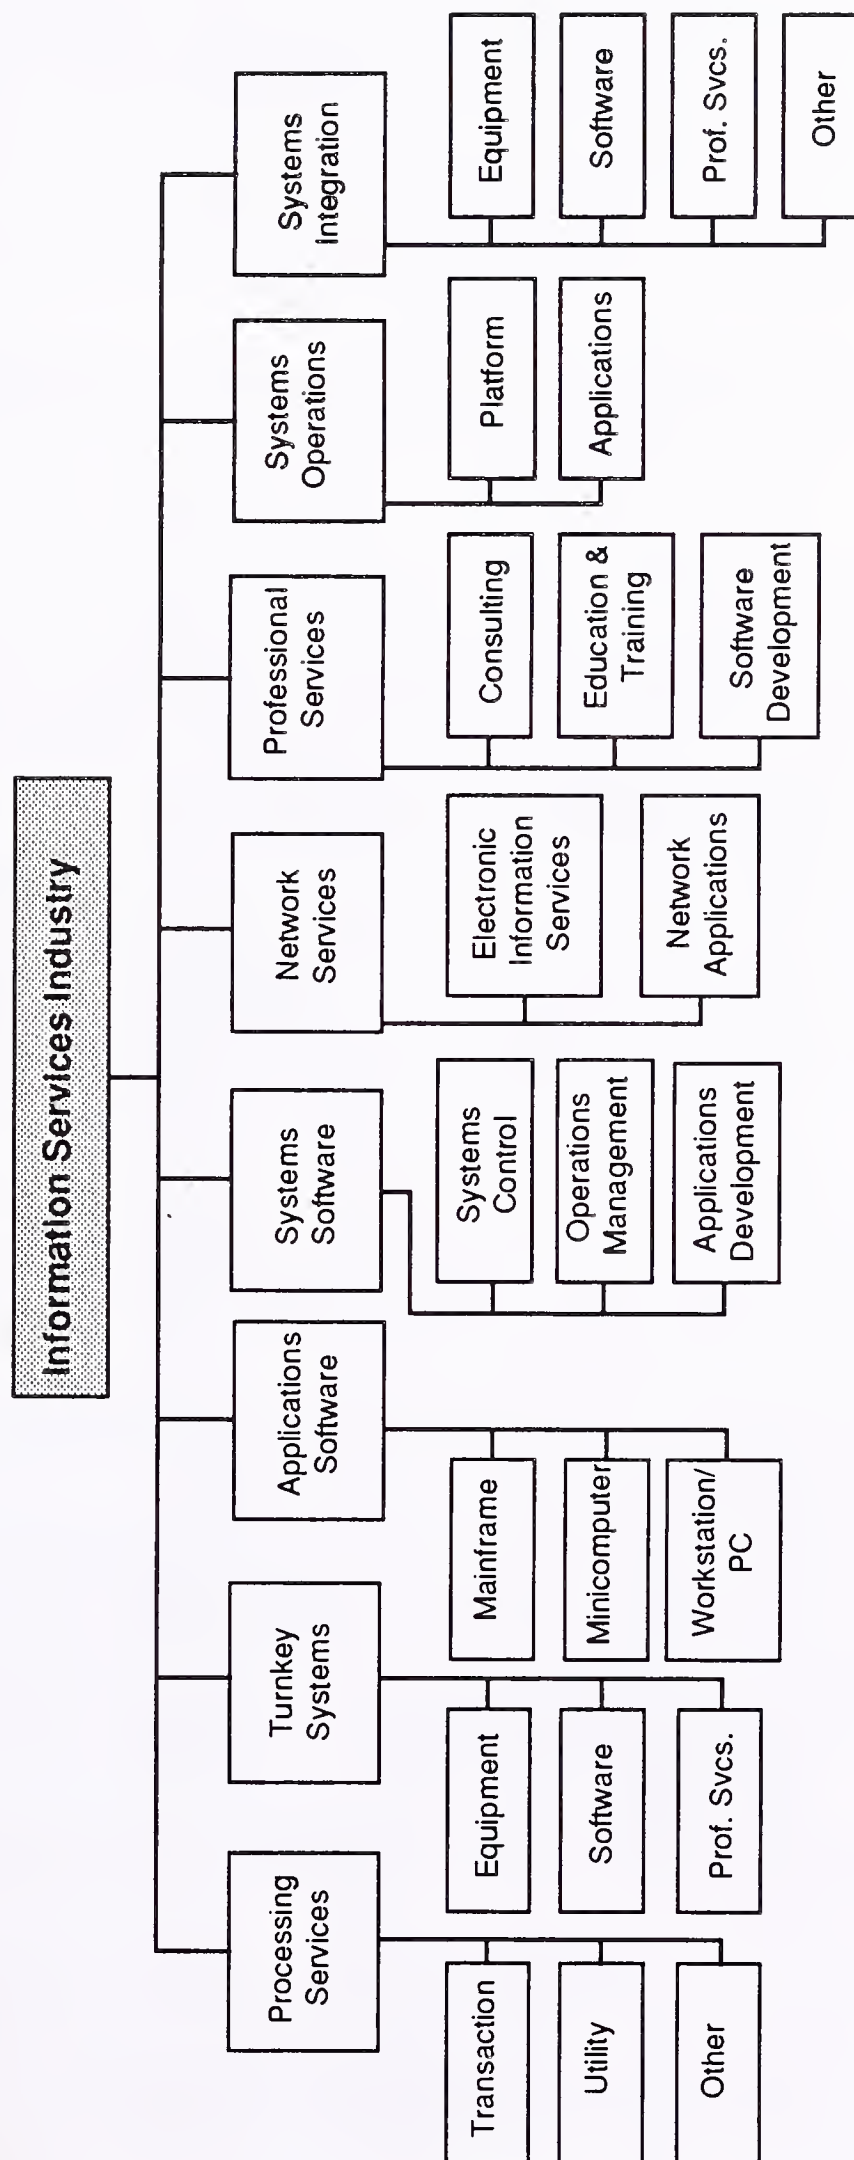 Information Services Industry
Processing
Services
Transaction
Utility
Other
Turnkey
Systems
Equipment
Software
Prof. Svcs.
Applications
Software
Mainframe
Minicomputer
Workstation/
PC
Systems
Software
Systems
Control
Operations
Management
Applications
Development
Network
Services
Electronic
Information
Services
Network
Applications
Professional
Services
Consulting
Education &
Training
Software
Development
Systems
Operations
Platform
Applications
Systems
Integration
Equipment
Software
Prof. Svcs.
Other